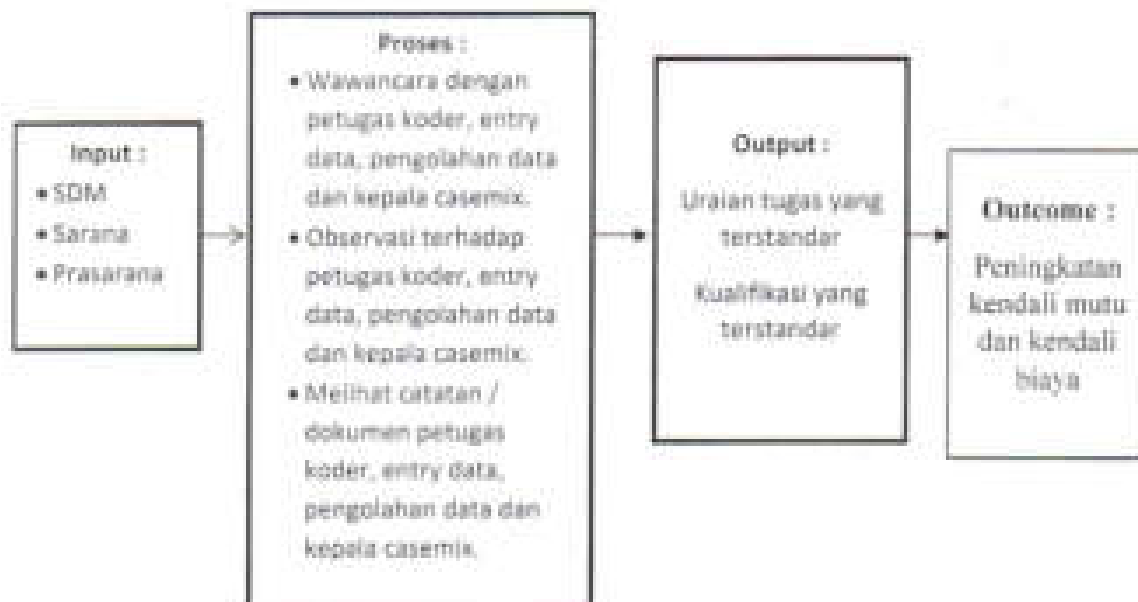 Input :
• SDM
• Sarana
• Prasarana
Proses :
• Wawancara dengan
petugas koder, entry
data, pengolahan data
dan kepala casemix.
• Observasi terhadap
petugas koder, entry
data, pengolahan data
dan kepala casemix.
• Melihat catatan /
dokumen petugas
koder, entry data,
pengolahan data dan
kepala casemix.
Output :
Uraian tugas yang
terstandar
Kualifikasi yang
terstandar
Outcome :
Peningkatan
kendali mutu
dan kendali
biaya